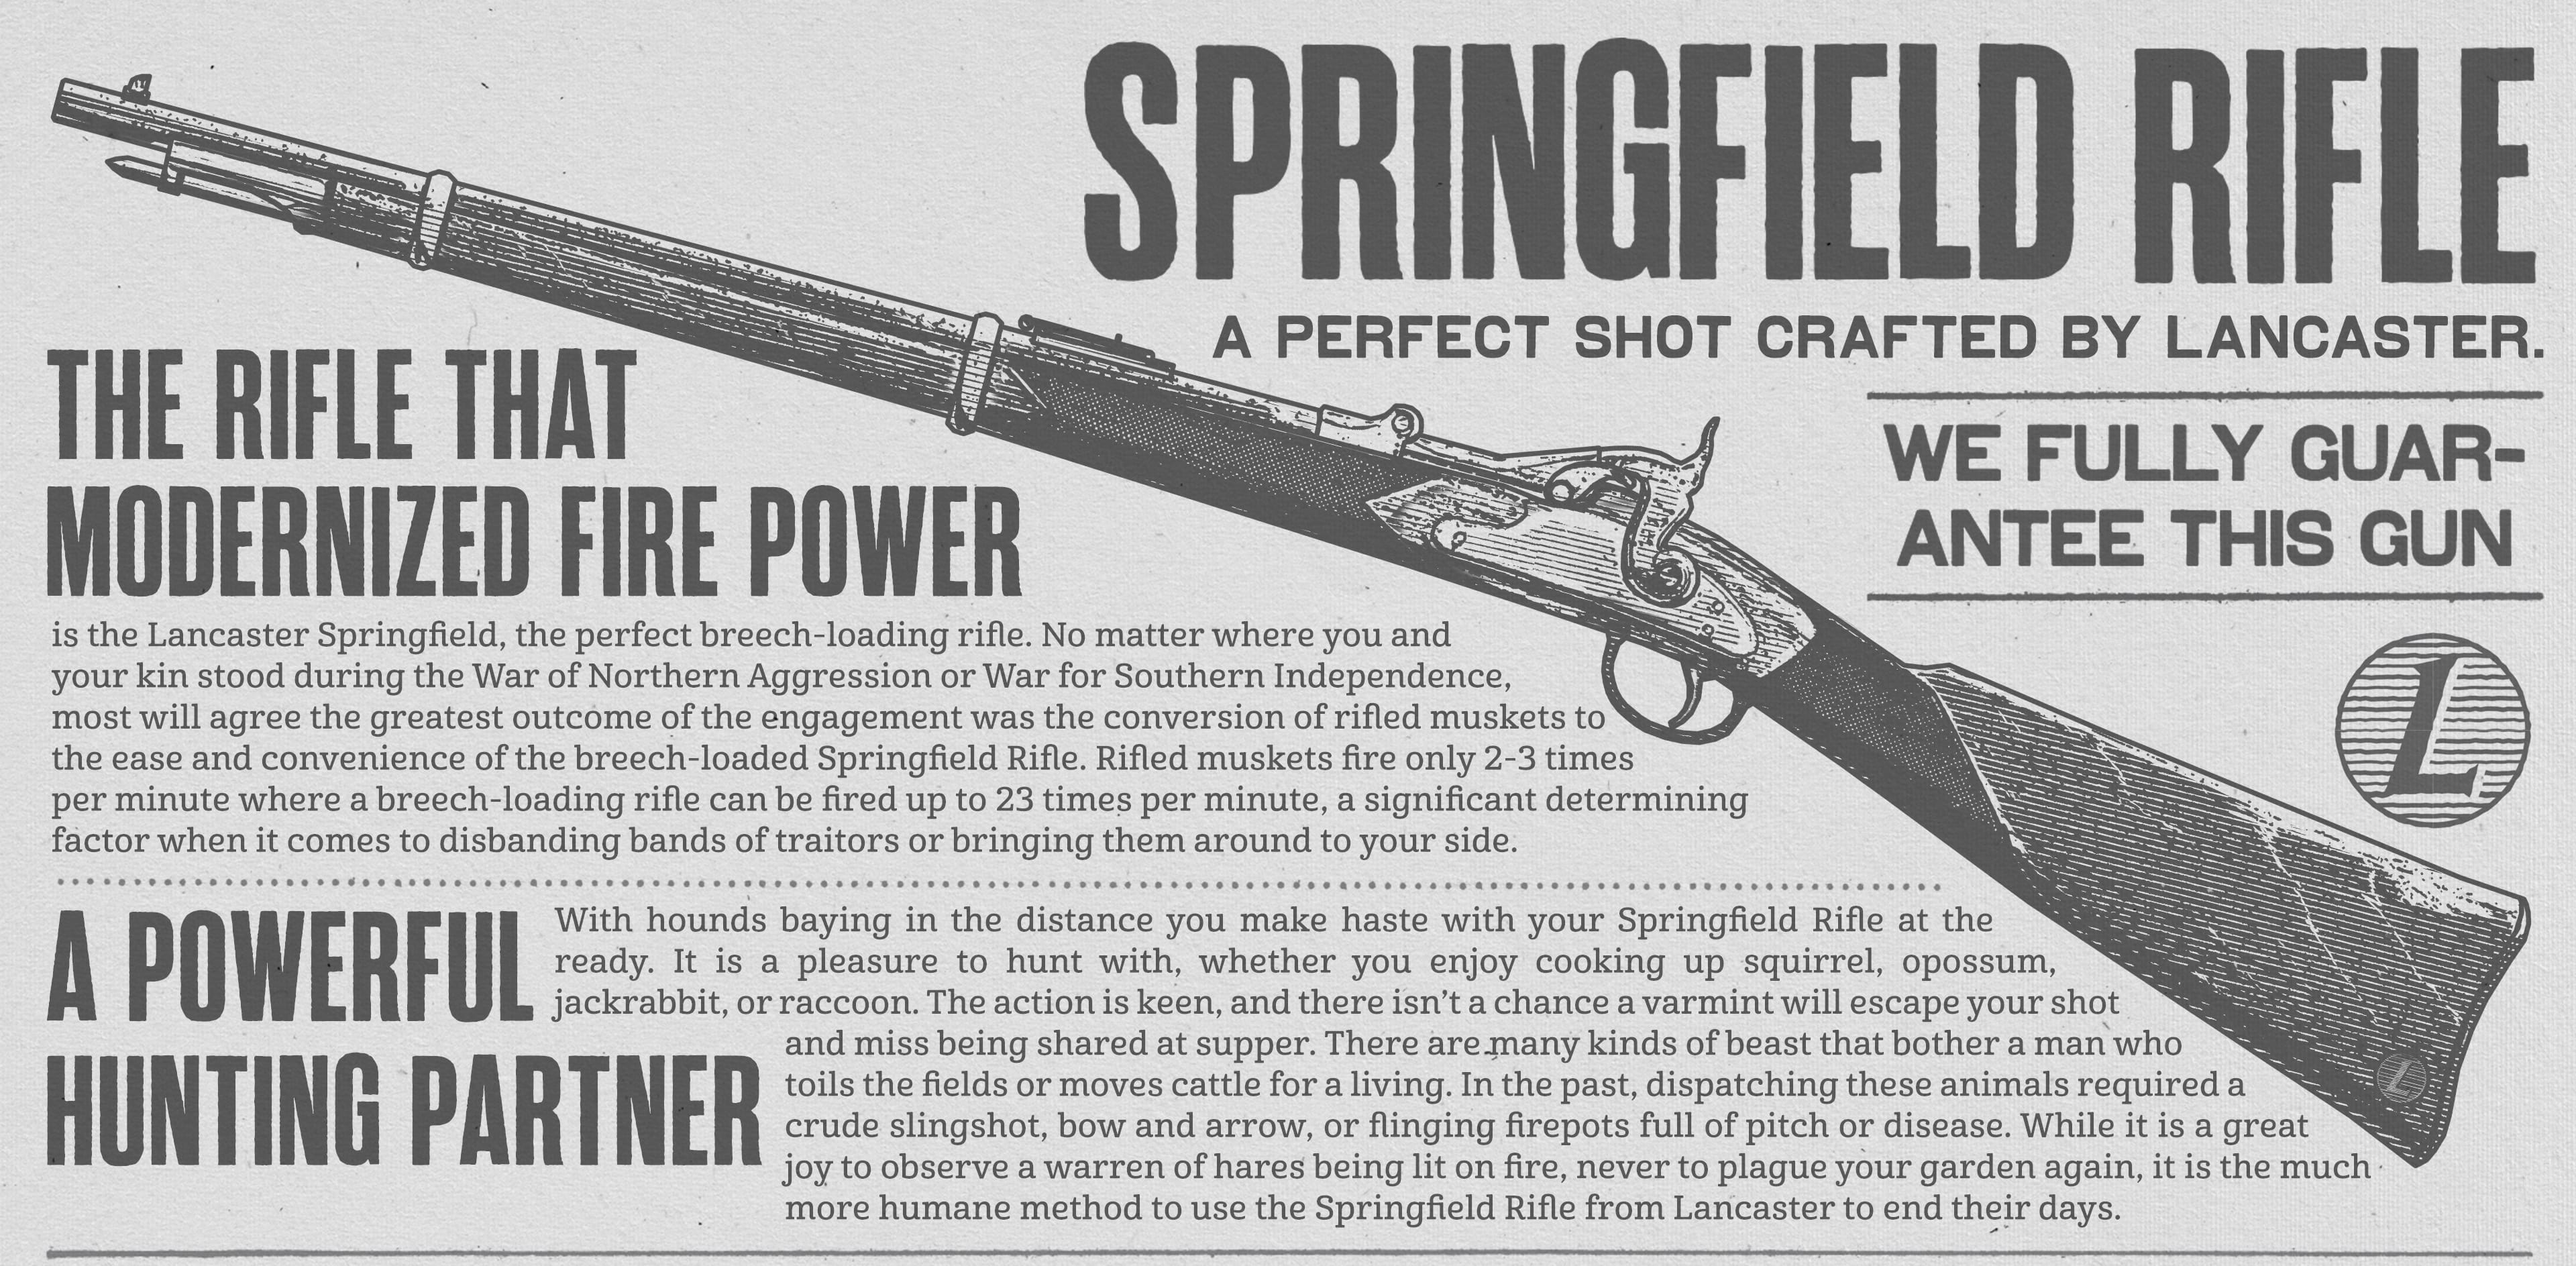 SPRINGFIELD RIFLE
A PERFECT SHOT CRAFTED BY LANCASTER.
WE FULLY GUAR-
ANTEE THIS GUN
L
THE RIFLE THAT
MODERNIZED FIRE POWER
is the Lancaster Springfield, the perfect breech-loading rifle. No matter where you and
your kin stood during the War of Northern Aggression or War for Southern Independence,
most will agree the greatest outcome of the engagement was the conversion of rifled muskets to
the ease and convenience of the breech-loaded Springfield Rifle. Rifled muskets fire only 2-3 times
per minute where a breech-loading rifle can be fired up to 23 times per minute, a significant determining
factor when it comes to disbanding bands of traitors or bringing them around to your side.
A POWERFUL
HUNTING PARTNER
With hounds baying in the distance you make haste with your Springfield Rifle at the
ready. It is a pleasure to hunt with, whether you enjoy cooking up squirrel, opossum,
jackrabbit, or raccoon. The action is keen, and there isn't a chance a varmint will escape your shot
and miss being shared at supper. There are many kinds of beast that bother a man who
toils the fields or moves cattle for a living. In the past, dispatching these animals required a
crude slingshot, bow and arrow, or flinging firepots full of pitch or disease. While it is a great
joy to observe a warren of hares being lit on fire, never to plague your garden again, it is the much
more humane method to use the Springfield Rifle from Lancaster to end their days.
L